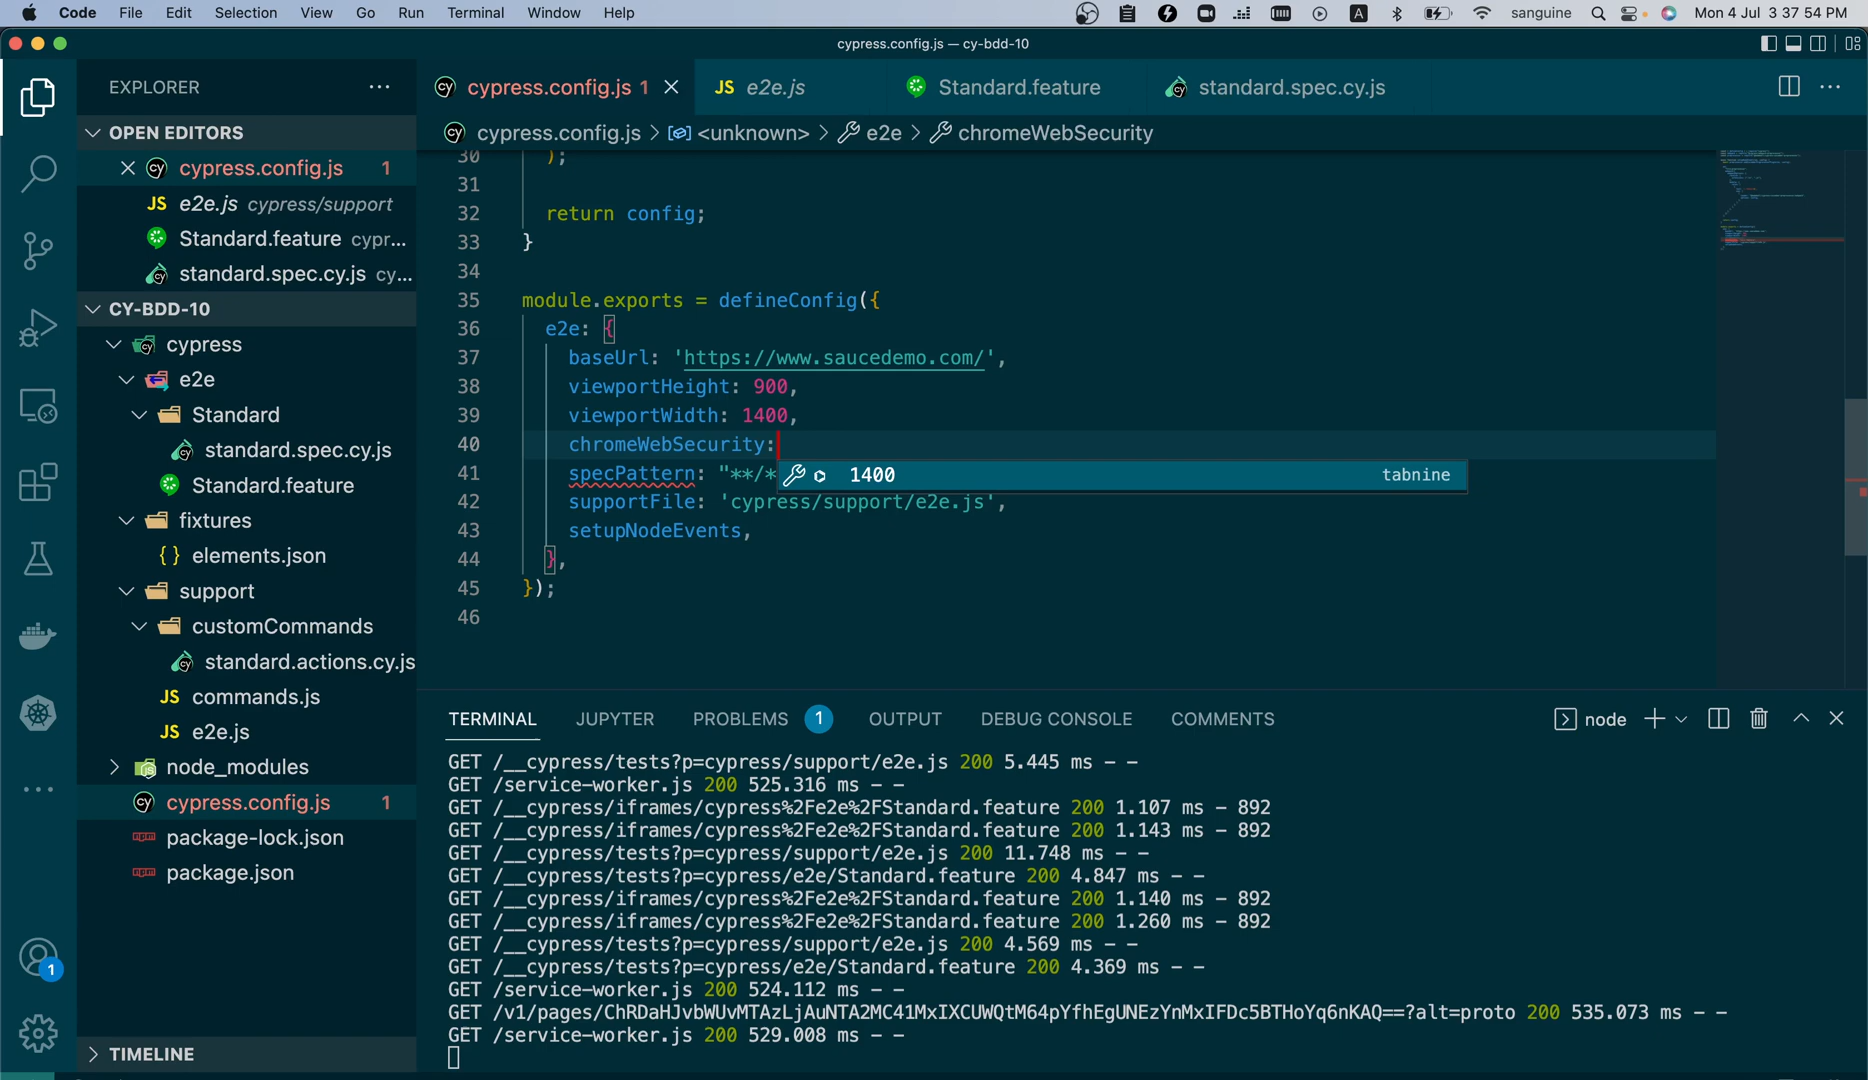 Code File Edit Selection View Go Run Terminal Window Help
A sanguine Mon 4 Jul 3 37 54 PM
cypress.config.js — cy-bdd-10
EXPLORER
cypress.config.js 1
JS e2e.js
Standard.feature
standard.spec.cy.js
OPEN EDITORS
cypress.config.js > <unknown> > e2e > chromeWebSecurity
cypress.config.js 1
JS e2e.js cypress/support
Standard.feature cypr...
standard.spec.cy.js cy...
CY-BDD-10
cypress
e2e
Standard
standard.spec.cy.js
Standard.feature
fixtures
{ } elements.json
support
customCommands
standard.actions.cy.js
JS commands.js
JS e2e.js
node_modules
cypress.config.js 1
package-lock.json
package.json
1
TIMELINE
30 );
31
32 return config;
33 }
34
35 module.exports = defineConfig({
36 e2e: {
37 baseUrl: 'https://www.saucedemo.com/',
38 viewportHeight: 900,
39 viewportWidth: 1400,
40 chromeWebSecurity:
41 specPattern: "**/*
1400 tabnine
42 supportFile: 'cypress/support/e2e.js',
43 setupNodeEvents,
44 },
45 });
46
TERMINAL JUPYTER PROBLEMS 1 OUTPUT DEBUG CONSOLE COMMENTS node
GET /__cypress/tests?p=cypress/support/e2e.js 200 5.445 ms - -
GET /service-worker.js 200 525.316 ms - -
GET /__cypress/iframes/cypress%2Fe2e%2FStandard.feature 200 1.107 ms - 892
GET /__cypress/iframes/cypress%2Fe2e%2FStandard.feature 200 1.143 ms - 892
GET /__cypress/tests?p=cypress/support/e2e.js 200 11.748 ms - -
GET /__cypress/tests?p=cypress/e2e/Standard.feature 200 4.847 ms - -
GET /__cypress/iframes/cypress%2Fe2e%2FStandard.feature 200 1.140 ms - 892
GET /__cypress/iframes/cypress%2Fe2e%2FStandard.feature 200 1.260 ms - 892
GET /__cypress/tests?p=cypress/support/e2e.js 200 4.569 ms - -
GET /__cypress/tests?p=cypress/e2e/Standard.feature 200 4.369 ms - -
GET /service-worker.js 200 524.112 ms - -
GET /v1/pages/ChRDaHJvbWUvMTAzLjAuNTA2MC41MxIXCUWQtM64pYfhEgUNEzYnMxIFDc5BTHoYq6nKAQ==?alt=proto 200 535.073 ms - -
GET /service-worker.js 200 529.008 ms - -